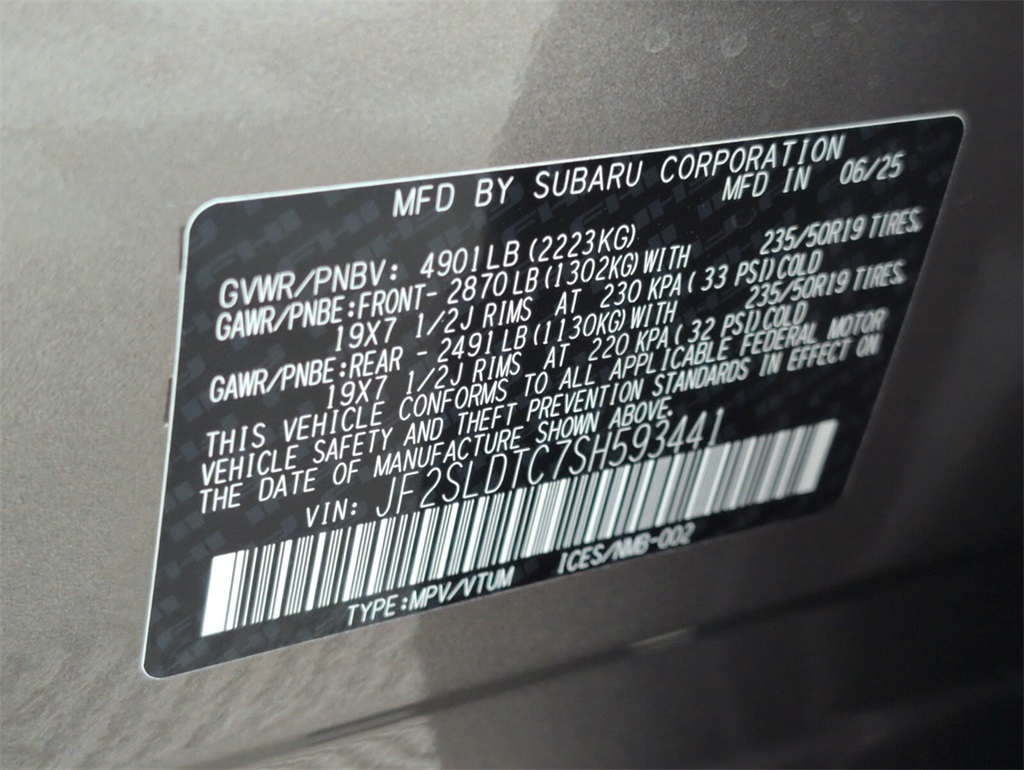 MFD BY SUBARU CORPORATION
MFD IN 06/25
GVWR/PNBV: 4901LB(2223KG)
GAWR/PNBE:FRONT- 2870LB(1302KG)WITH 235/50R19 TIRES,
19X7 1/2J RIMS AT 230 KPA(33 PSI)COLD
GAWR/PNBE:REAR - 2491LB(1130KG)WITH 235/50R19 TIRES,
19X7 1/2J RIMS AT 220 KPA(32 PSI)COLD
THIS VEHICLE CONFORMS TO ALL APPLICABLE FEDERAL MOTOR
VEHICLE SAFETY AND THEFT PREVENTION STANDARDS IN EFFECT ON
THE DATE OF MANUFACTURE SHOWN ABOVE.
VIN: JF2SLDTC7SH593441
TYPE:MPV/VTUM ICES/NMB-002